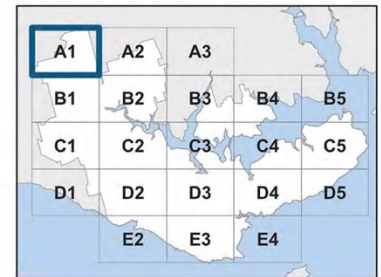 A1 A2 A3
B1 B2 B3 B4 B5
C1 C2 C3 C4 C5
D1 D2 D3 D4 D5
E2 E3 E4